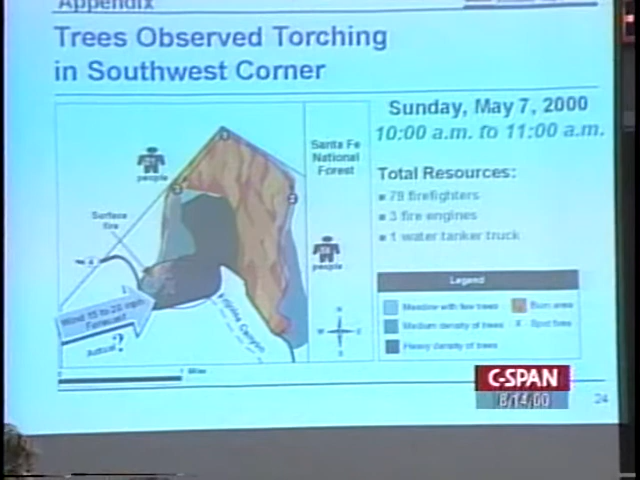 Appendix
Trees Observed Torching
in Southwest Corner
Sunday, May 7, 2000
10:00 a.m. to 11:00 a.m.
Santa Fe
National
Forest
people
Surface
fire
4
people
Wind 15 to 20 mph
Forecast
Actual ?
Canyon
N
W
E
S
1 Mile
Total Resources:
79 firefighters
3 fire engines
1 water tanker truck
Legend
Meadow with few trees
Burn area
Medium density of trees
X Spot fires
Heavy density of trees
C-SPAN
8/14/00
24